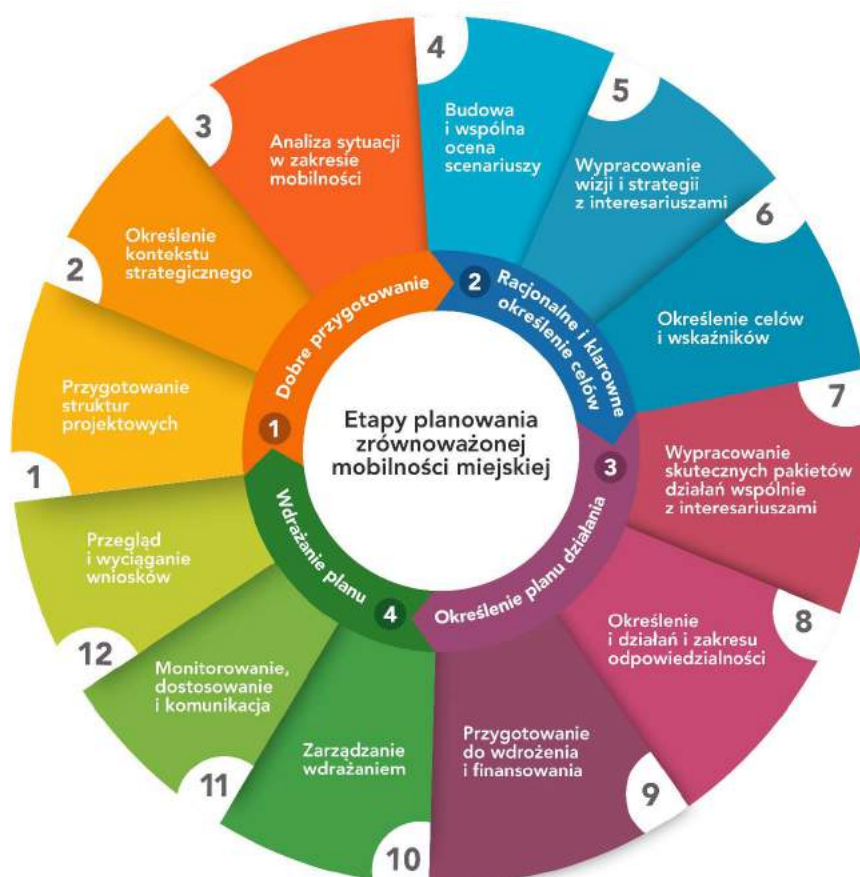 Etapy planowania
zrównoważonej
mobilności miejskiej
1
Dobre przygotowanie
2
Racjonalne i klarowne
określenie celów
3
Określenie planu działania
4
Wdrażanie planu
1
Przygotowanie
struktur
projektowych
2
Określenie
kontekstu
strategicznego
3
Analiza sytuacji
w zakresie
mobilności
4
Budowa
i wspólna
ocena
scenariuszy
5
Wypracowanie
wizji i strategii
z interesariuszami
6
Określenie celów
i wskaźników
7
Wypracowanie
skutecznych pakietów
działań wspólnie
z interesariuszami
8
Określenie
i działań i zakresu
odpowiedzialności
9
Przygotowanie
do wdrożenia
i finansowania
10
Zarządzanie
wdrażaniem
11
Monitorowanie,
dostosowanie
i komunikacja
12
Przegląd
i wyciąganie
wniosków